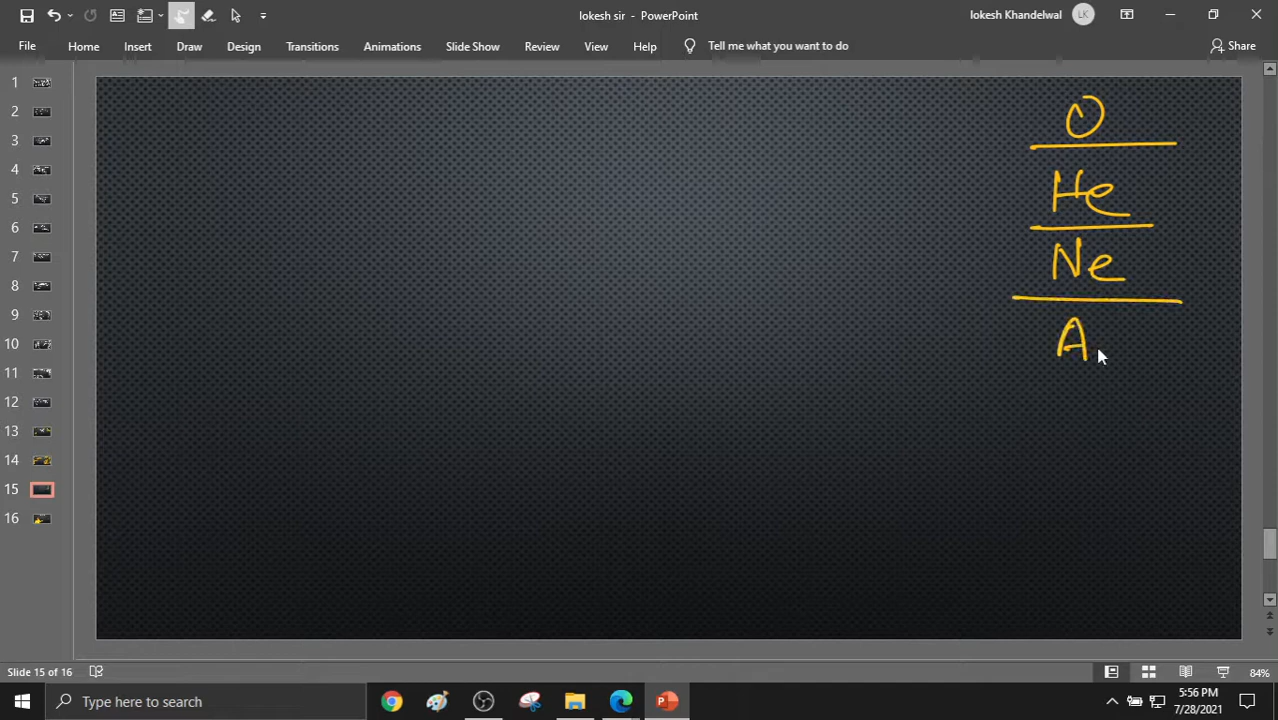 lokesh sir - PowerPoint
lokesh Khandelwal LK
File Home Insert Draw Design Transitions Animations Slide Show Review View Help Tell me what you want to do Share
1
2
3
4
5
6
7
8
9
10
11
12
13
14
15
16
O
He
Ne
A
Slide 15 of 16
84%
Type here to search
5:56 PM
7/28/2021